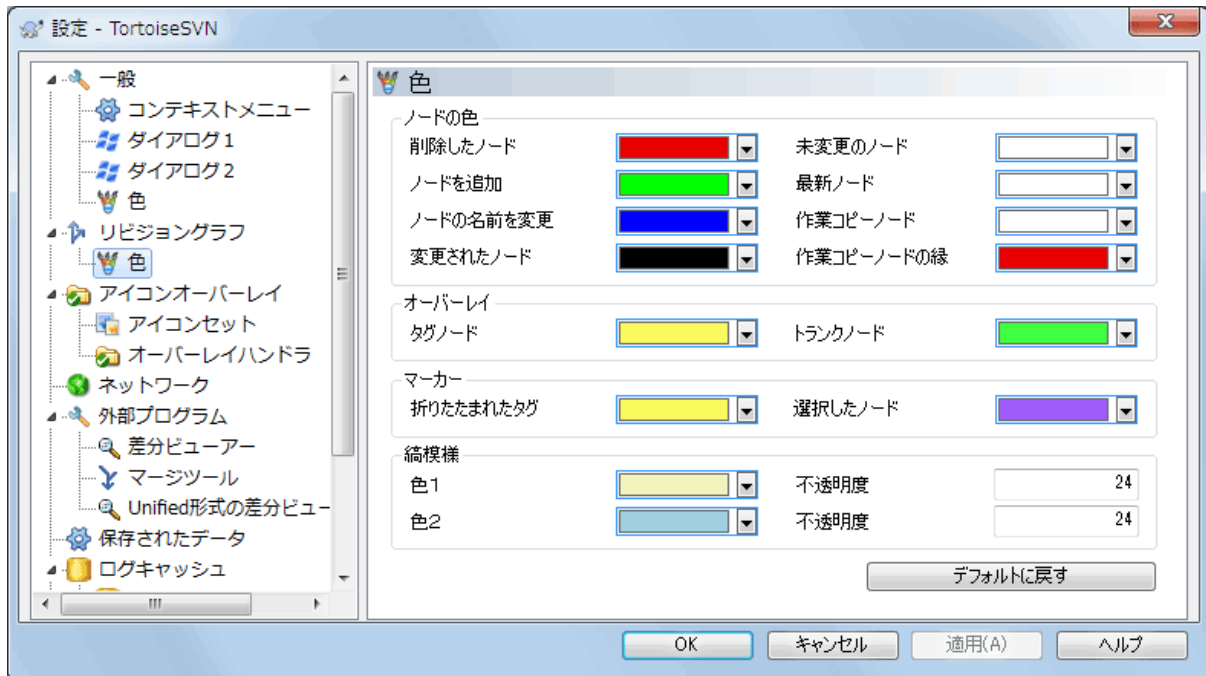 設定 - TortoiseSVN
一般
コンテキストメニュー
ダイアログ1
ダイアログ2
色
リビジョングラフ
色
アイコンオーバーレイ
アイコンセット
オーバーレイハンドラ
ネットワーク
外部プログラム
差分ビューアー
マージツール
Unified形式の差分ビュー
保存されたデータ
ログキャッシュ
色
ノードの色
削除したノード
未変更のノード
ノードを追加
最新ノード
ノードの名前を変更
作業コピーノード
変更されたノード
作業コピーノードの縁
オーバーレイ
タグノード
トランクノード
マーカー
折りたたまれたタグ
選択したノード
縞模様
色1
不透明度
24
色2
不透明度
24
デフォルトに戻す
OK
キャンセル
適用(A)
ヘルプ